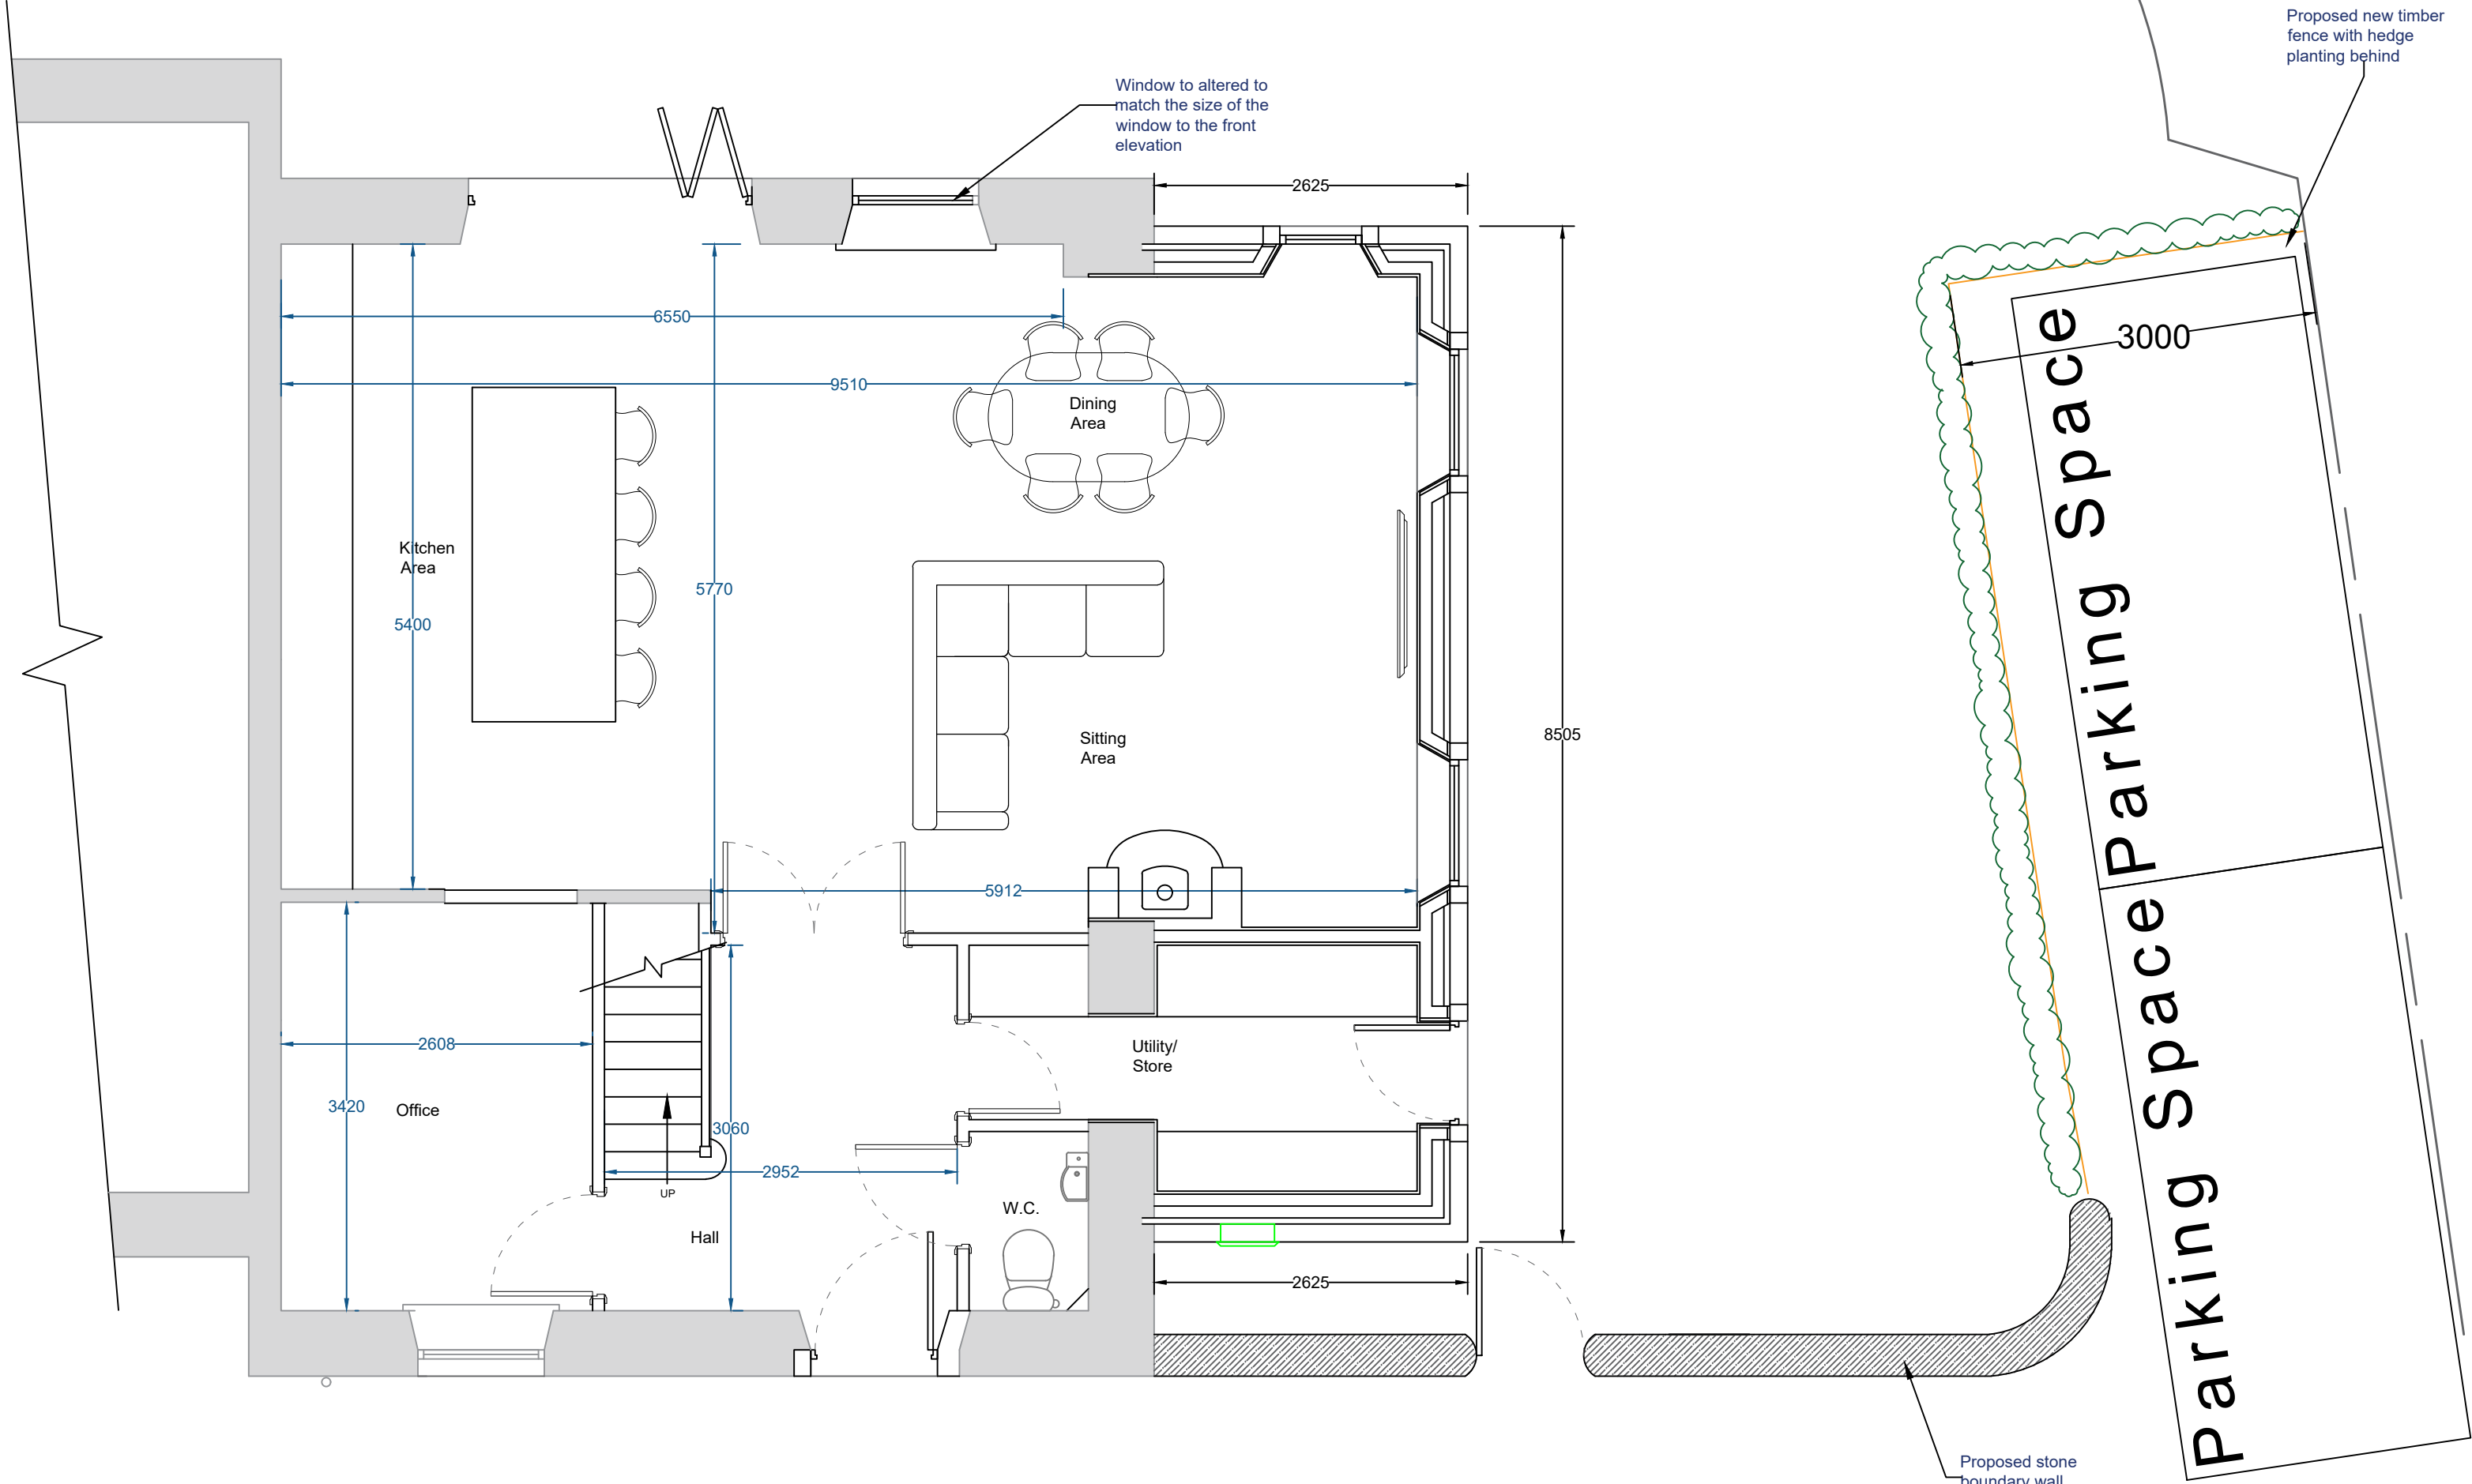 Proposed new timber
fence with hedge
planting behind
Window to altered to
match the size of the
window to the front
elevation
2625
6550
3000
9510
Dining
Area
Kitchen
Area
5770
5400
Sitting
Area
8505
Parking Space
5912
2608
Utility/
Store
3420
Office
3060
2952
UP
W.C.
Hall
2625
Parking Space
Proposed stone
boundary wall